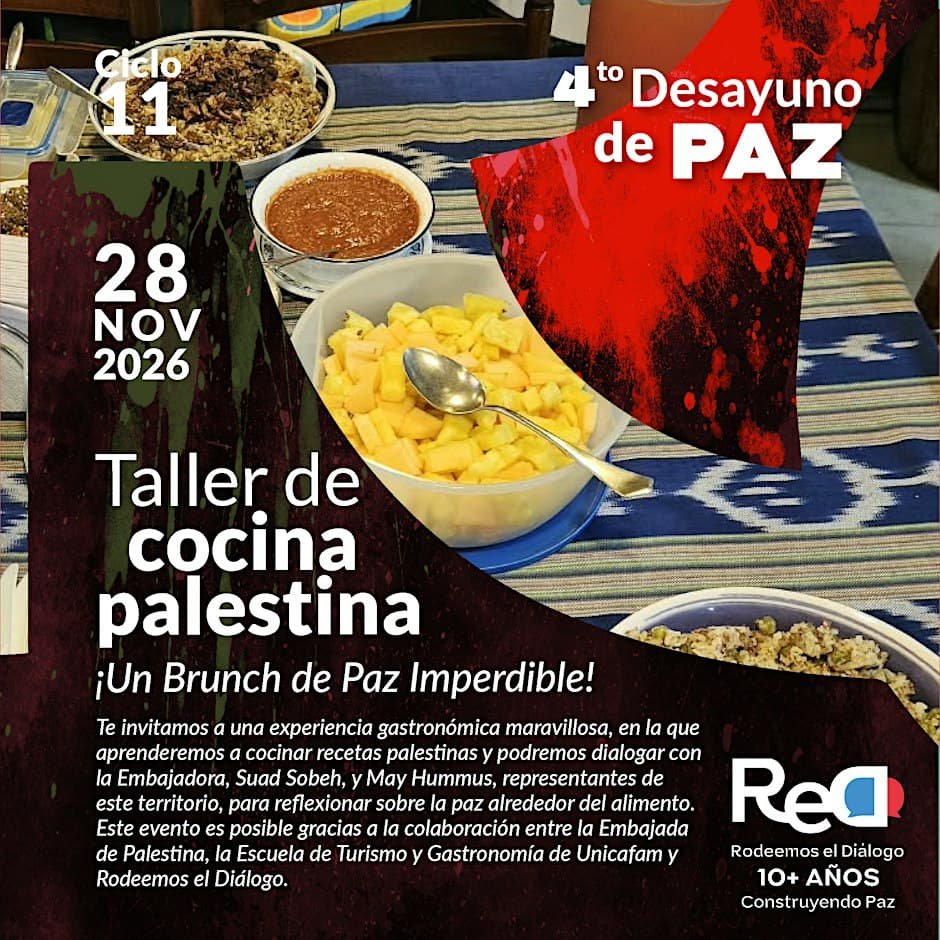 Ciclo
11
4to Desayuno
de PAZ
28
NOV
2026
Taller de
cocina
palestina
¡Un Brunch de Paz Imperdible!
Te invitamos a una experiencia gastronómica maravillosa, en la que
aprenderemos a cocinar recetas palestinas y podremos dialogar con
la Embajadora, Suad Sobeh, y May Hummus, representantes de
este territorio, para reflexionar sobre la paz alrededor del alimento.
Este evento es posible gracias a la colaboración entre la Embajada
de Palestina, la Escuela de Turismo y Gastronomía de Unicafam y
Rodeemos el Diálogo.
ReD
Rodeemos el Diálogo
10+ AÑOS
Construyendo Paz